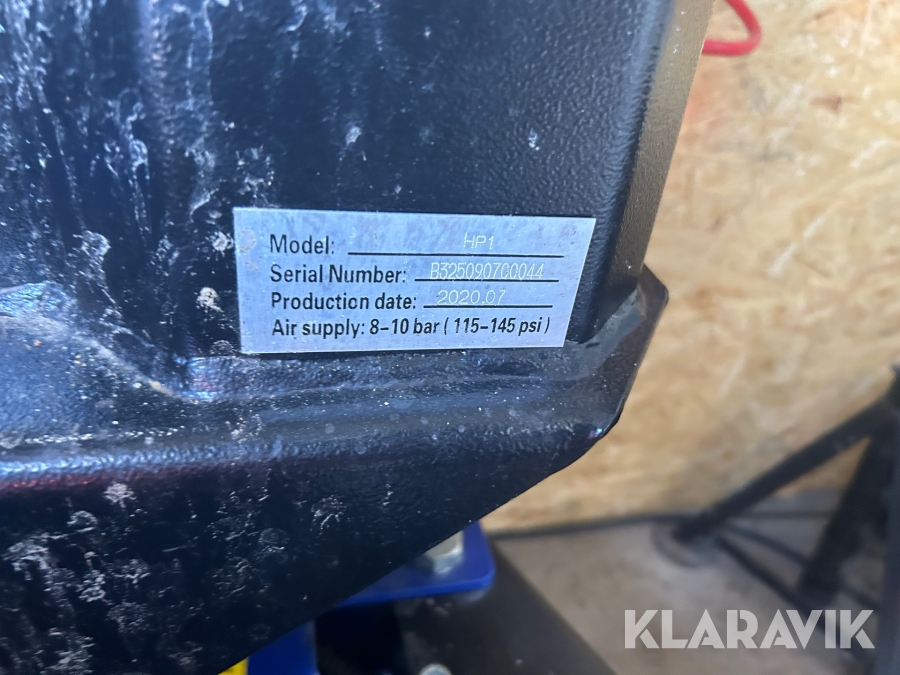 Model: HP1
Serial Number: B325090700044
Production date: 2020.07
Air supply: 8-10 bar ( 115-145 psi )
KLARAVIK